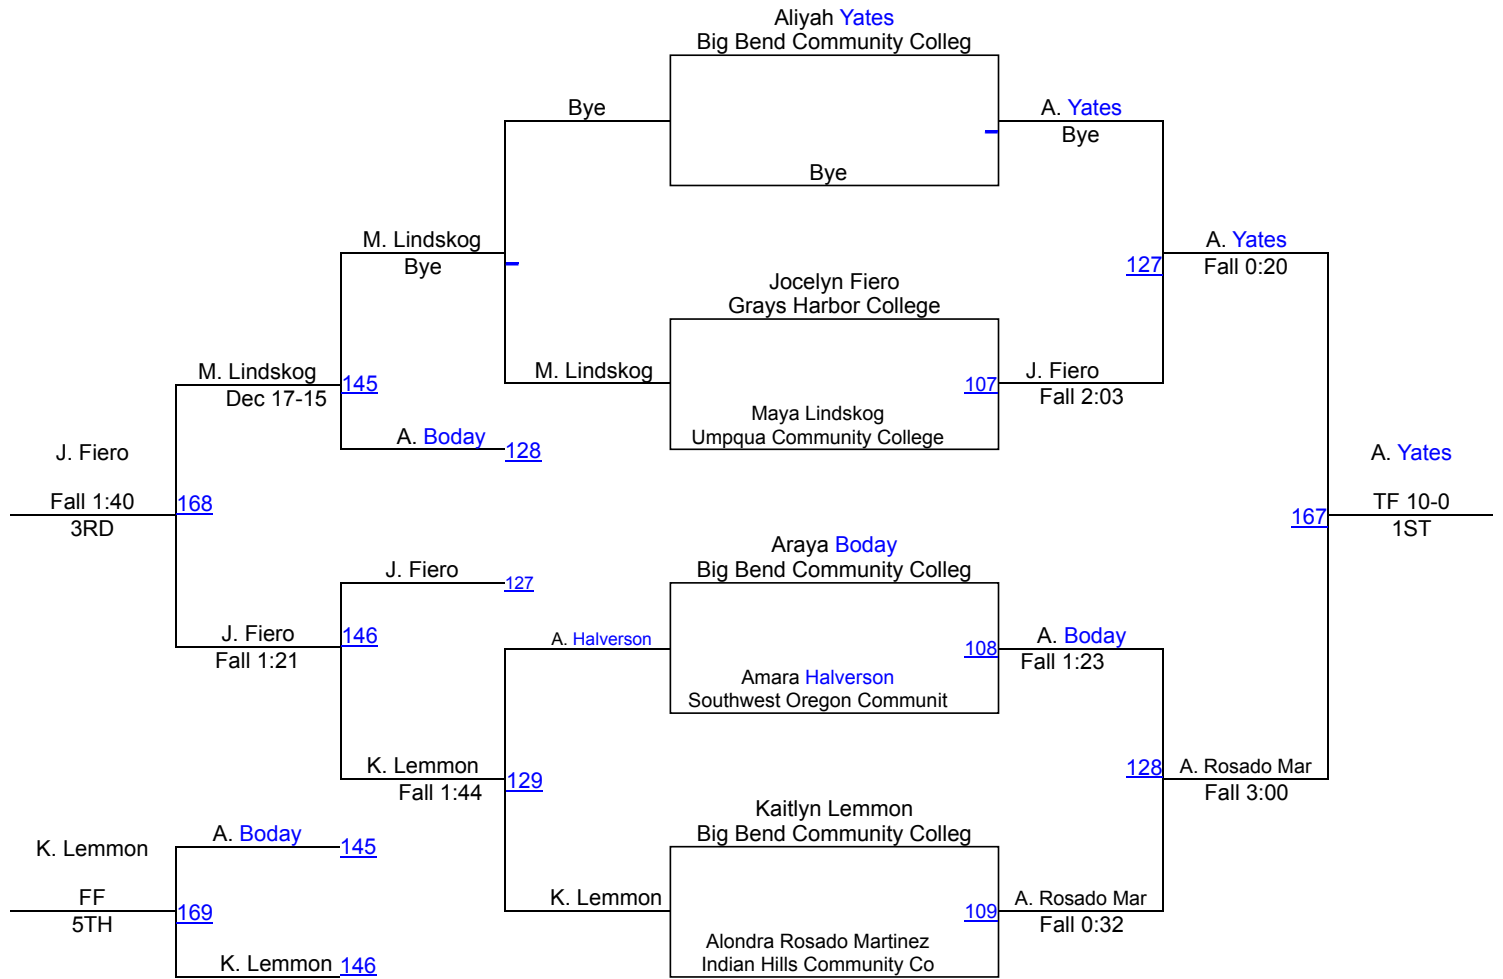 Aliyah Yates
Big Bend Community Colleg
Bye
A. Yates
Bye
Bye
M. Lindskog
Bye
A. Yates
127
Fall 0:20
Jocelyn Fiero
Grays Harbor College
M. Lindskog
145
Dec 17-15
M. Lindskog
107
J. Fiero
Fall 2:03
Maya Lindskog
Umpqua Community College
A. Boday
128
J. Fiero
Fall 1:40
168
3RD
A. Yates
TF 10-0
167
1ST
Araya Boday
Big Bend Community Colleg
J. Fiero
127
J. Fiero
146
Fall 1:21
A. Halverson
108
A. Boday
Fall 1:23
Amara Halverson
Southwest Oregon Communit
K. Lemmon
129
Fall 1:44
128
A. Rosado Mar
Fall 3:00
Kaitlyn Lemmon
Big Bend Community Colleg
K. Lemmon
A. Boday
145
FF
169
5TH
K. Lemmon
109
A. Rosado Mar
Fall 0:32
Alondra Rosado Martinez
Indian Hills Community Co
K. Lemmon
146